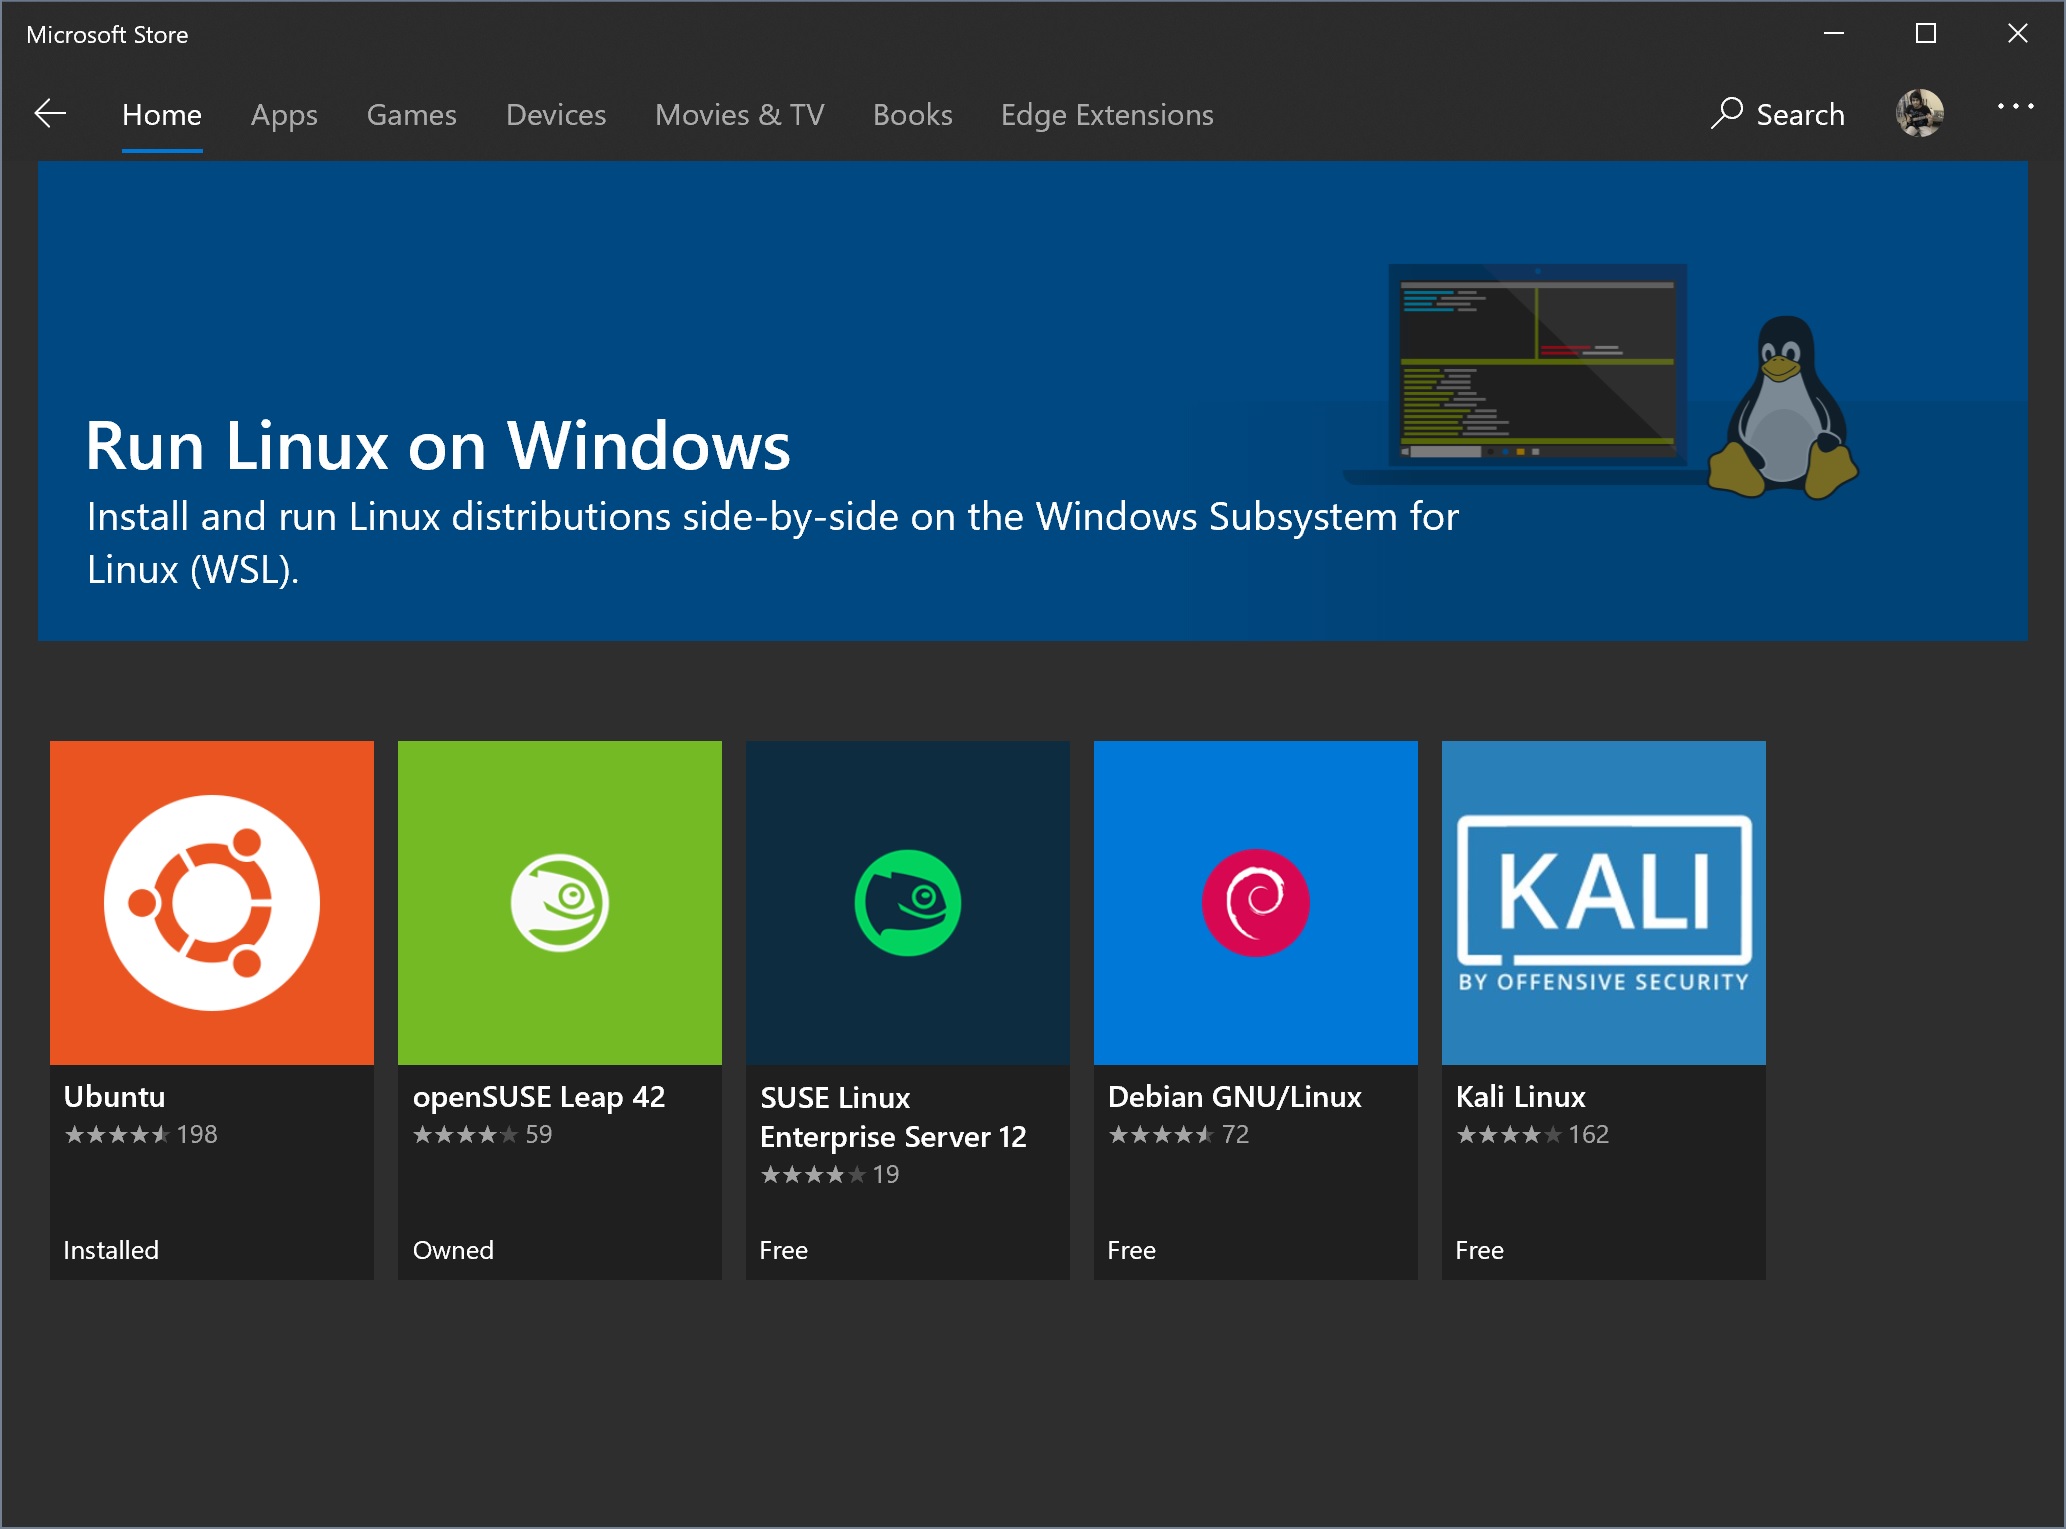 Microsoft Store
Home Apps Games Devices Movies & TV Books Edge Extensions Search
Run Linux on Windows
Install and run Linux distributions side-by-side on the Windows Subsystem for
Linux (WSL).
KALI
BY OFFENSIVE SECURITY
Ubuntu
198
Installed
openSUSE Leap 42
59
Owned
SUSE Linux
Enterprise Server 12
19
Free
Debian GNU/Linux
72
Free
Kali Linux
162
Free